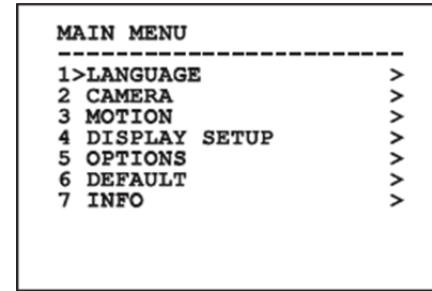 MAIN MENU
-------------------------
1>LANGUAGE >
2 CAMERA >
3 MOTION >
4 DISPLAY SETUP >
5 OPTIONS >
6 DEFAULT >
7 INFO >